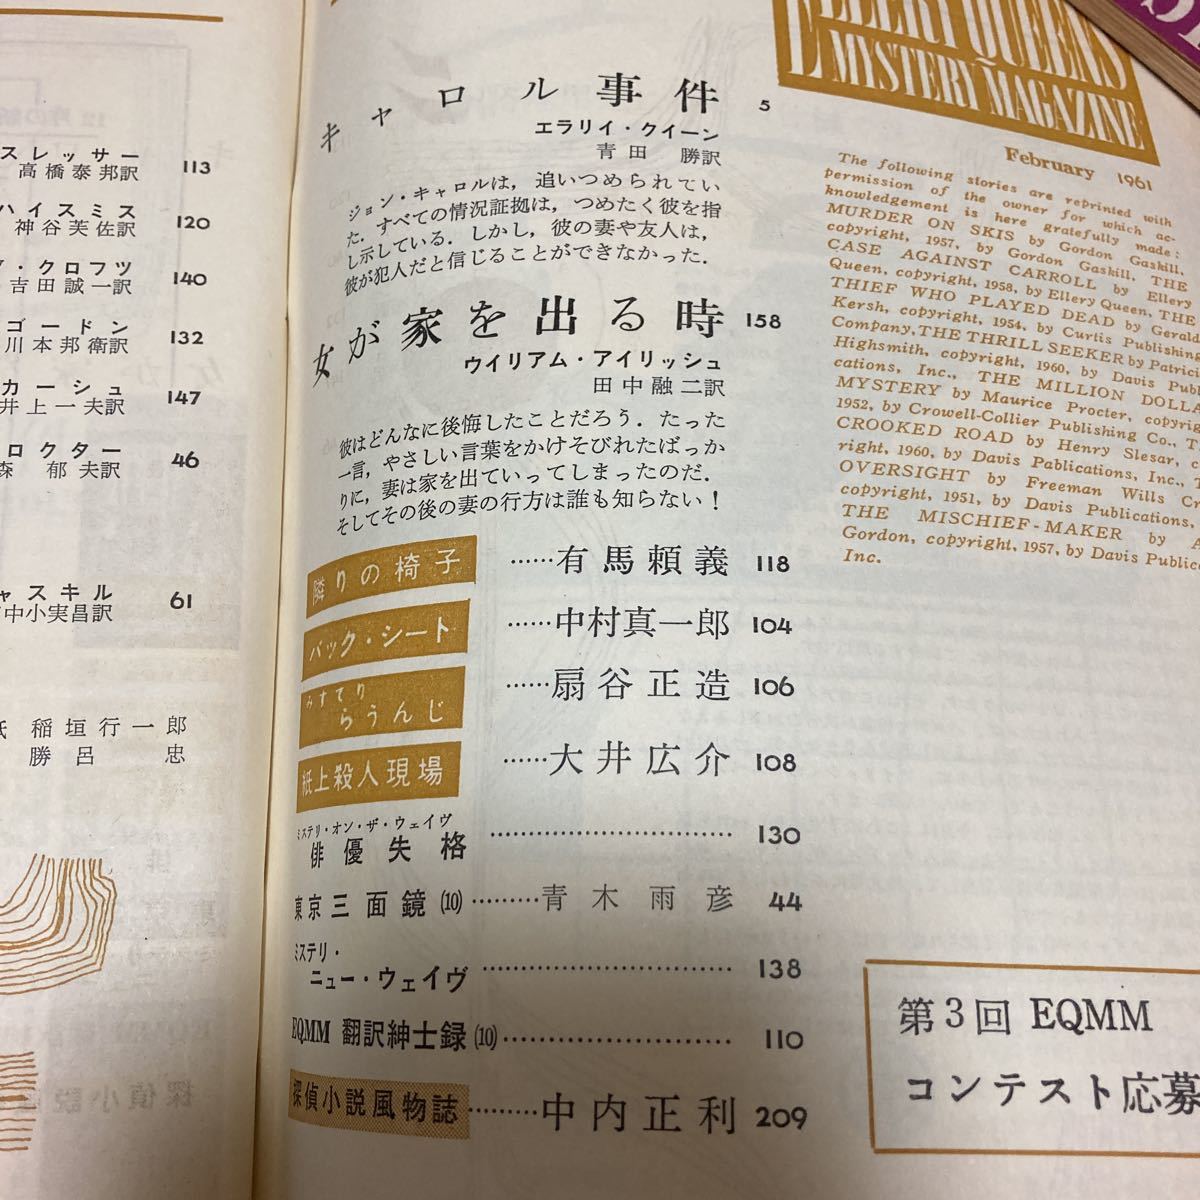 スレッサー 113
高橋泰邦訳
ハイスミス 120
神谷芙佐訳
・クロフツ 140
吉田誠一訳
ゴードン 132
川本邦衛訳
カーシュ 147
井上一夫訳
ロクター 46
森郁夫訳
ャスキル 61
中小実昌訳
稲垣行一郎
勝呂忠
キャロル事件 5
エラリイ・クイーン
青田勝訳
ジョン・キャロルは，追いつめられてい
た．すべての情況証拠は，つめたく彼を指
し示している．しかし，彼の妻や友人は，
彼が犯人だと信じることができなかった．
女が家を出る時 158
ウイリアム・アイリッシュ
田中融二訳
彼はどんなに後悔したことだろう．たった
一言，やさしい言葉をかけそびれたばっか
りに，妻は家を出ていってしまったのだ．
そしてその後の妻の行方は誰も知らない！
隣りの椅子……有馬頼義 118
バック・シート……中村真一郎 104
みすてり
らうんじ……扇谷正造 106
紙上殺人現場……大井広介 108
ミステリ・オン・ザ・ウェイヴ
俳優失格……………………………130
東京三面鏡(10)………青木雨彦 44
ミステリ・
ニュー・ウェイヴ……………………………138
EQMM 翻訳紳士録(10)……………………………110
探偵小説風物誌………中内正利 209
ELLERY QUEEN'S
MYSTERY MAGAZINE
February 1961
The following stories are reprinted with
permission of the owner for which ac-
knowledgement is here gratefully made:
MURDER ON SKIS by Gordon Gaskill,
copyright, 1957, by Gordon Gaskill, THE
CASE AGAINST CARROLL by Ellery
Queen, copyright, 1958, by Ellery Queen, THE
THIEF WHO PLAYED DEAD by Gerald
Kersh, copyright, 1954, by Curtis Publishing
Company, THE THRILL SEEKER by Patrici
Highsmith, copyright, 1960, by Davis Publ
cations, Inc., THE MILLION DOLLA
MYSTERY by Maurice Procter, copyrig
1952, by Crowell-Collier Publishing Co., T
CROOKED ROAD by Henry Slesar, c
right, 1960, by Davis Pablications, Inc., T
OVERSIGHT by Freeman Wills Cr
copyright, 1951, by Davis Publications,
THE MISCHIEF-MAKER by A
Gordon, copyright, 1957, by Davis Public
Inc.
第3回 EQMM
コンテスト応募